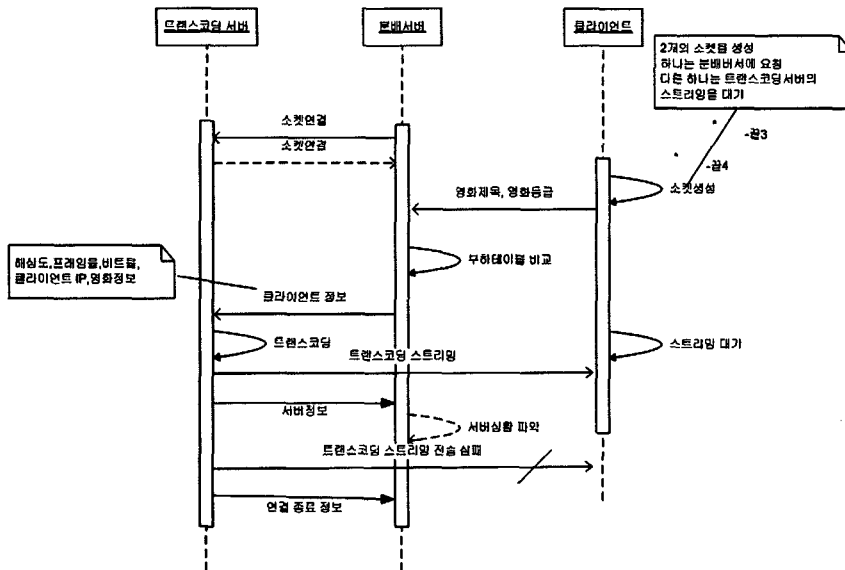 트랜스코딩 서버
분배서버
클라이언트
2개의 소켓을 생성
하나는 분배버서에 요청
다른 하나는 트랜스코딩서버의
스트리밍을 대기
-끝3
-끝4
소켓연결
소켓연결
소켓생성
영화제목, 영화등급
부하테이블 비교
해상도,프레임율,비트율,
클라이언트 IP,영화정보
클라이언트 정보
트랜스코딩
스트리밍 대기
트랜스코딩 스트리밍
서버정보
서버상황 파악
트랜스코딩 스트리밍 전송 실패
연결 종료 정보